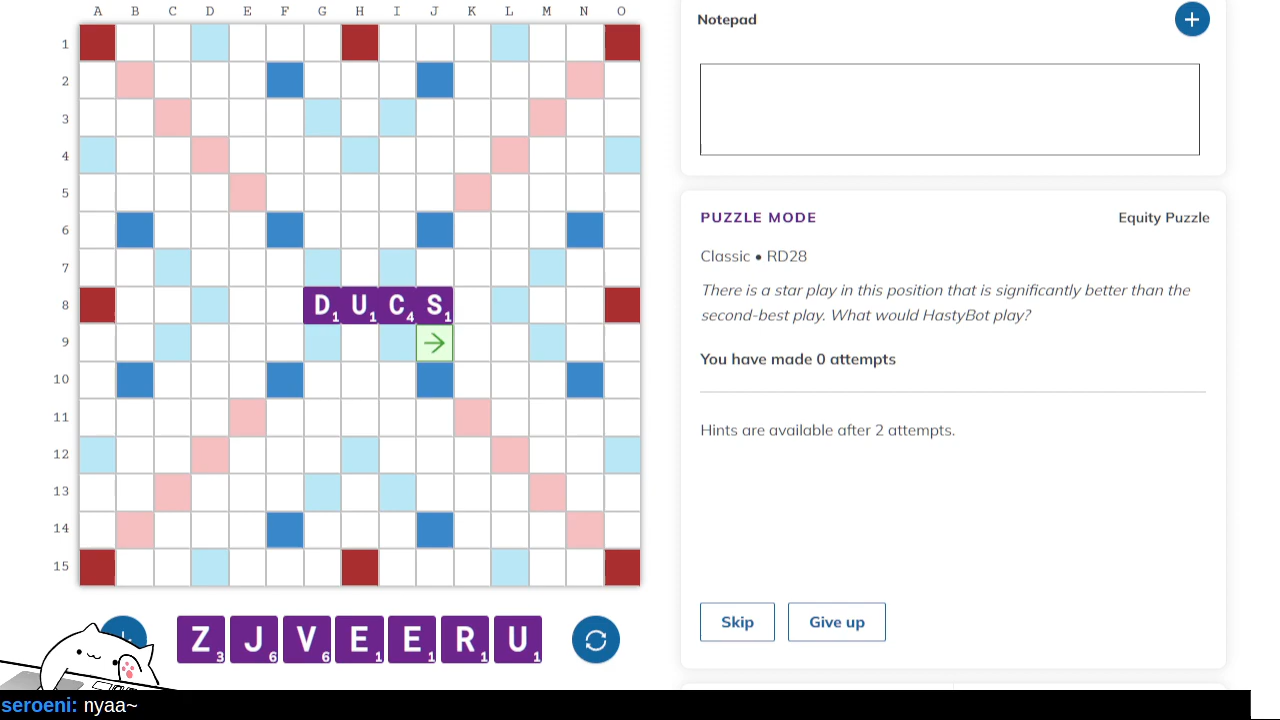 A B C D E F G H I J K L M N O
Notepad
1
2
3
4
5
6
7
8
9
10
11
12
13
14
15
D1 U1 C4 S1
PUZZLE MODE
Equity Puzzle
Classic • RD28
There is a star play in this position that is significantly better than the
second-best play. What would HastyBot play?
You have made 0 attempts
Hints are available after 2 attempts.
Skip
Give up
Z3 J6 V6 E1 E1 R1 U1
seroeni: nyaa~